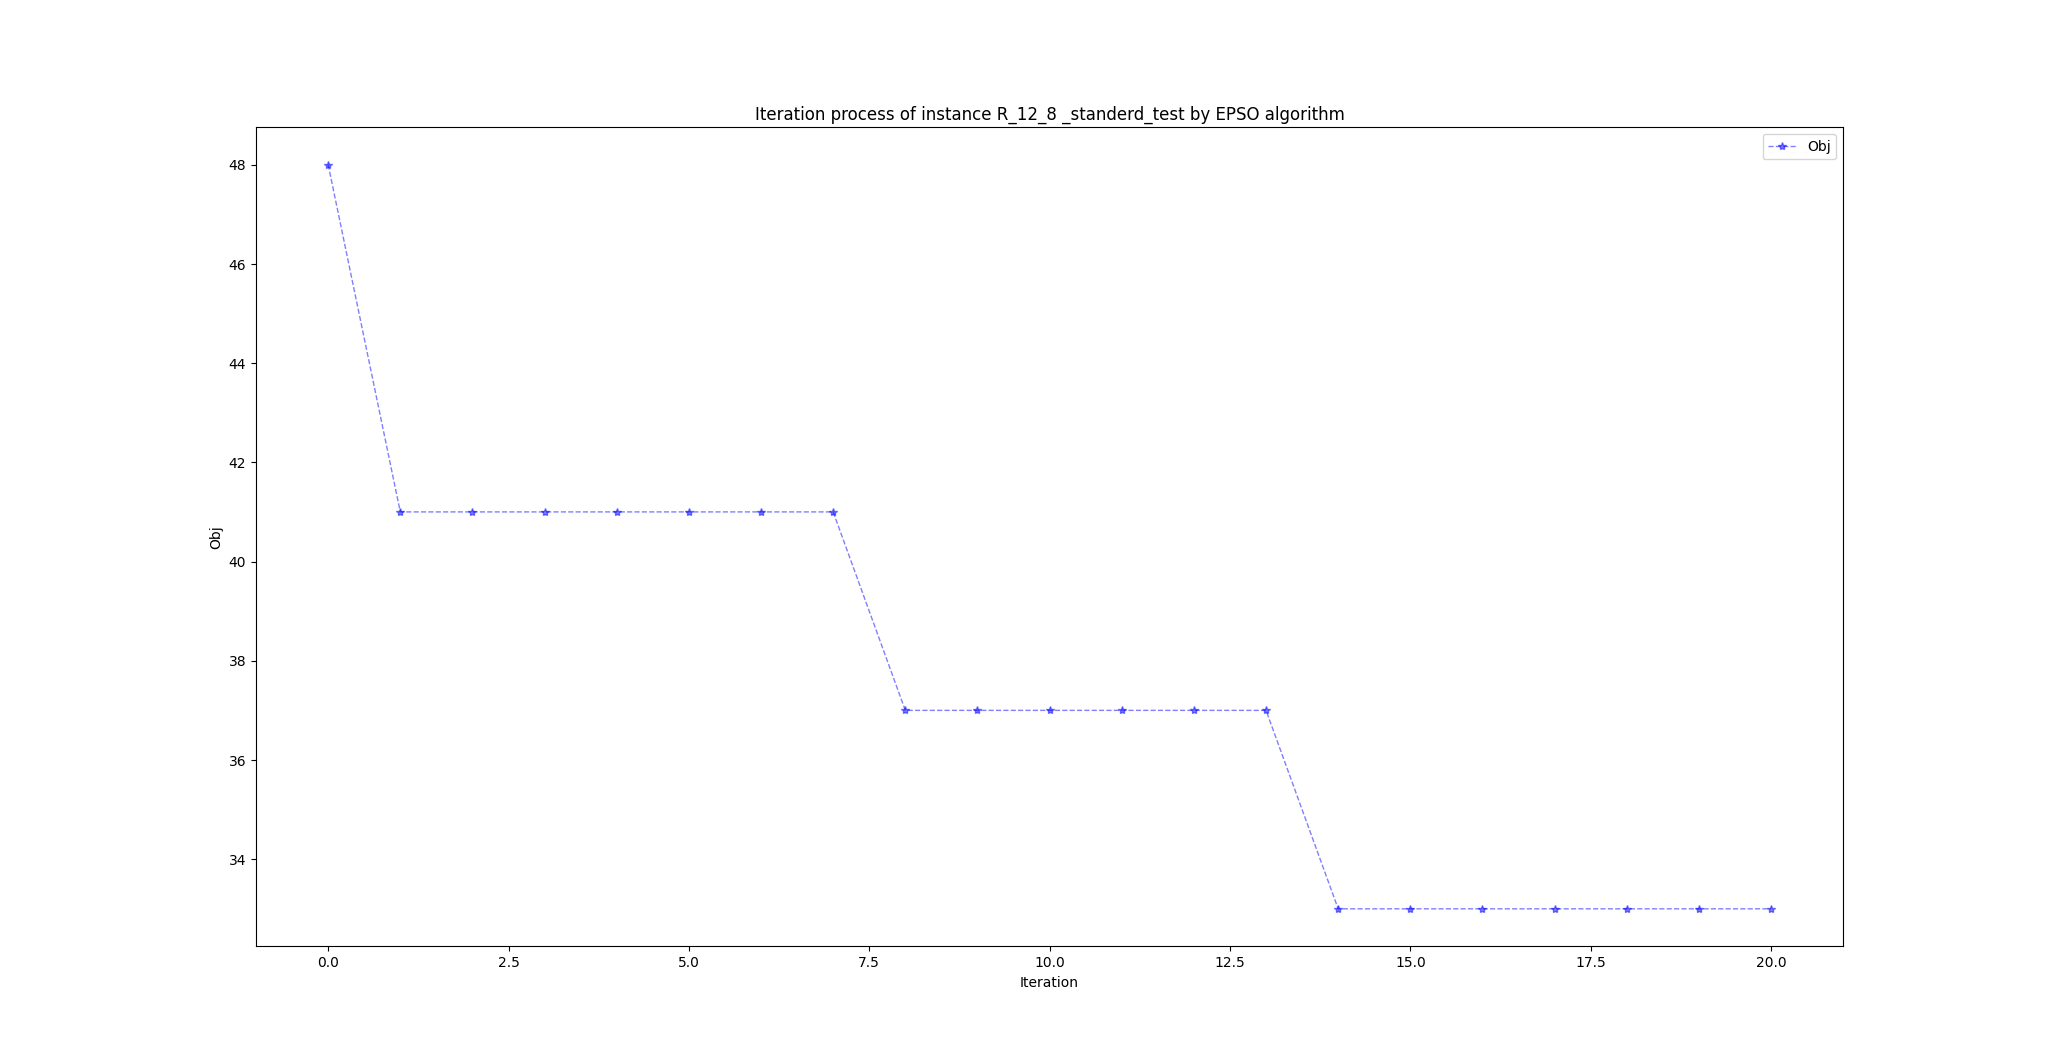 Iteration process of instance R_12_8 _standerd_test by EPSO algorithm
Obj
48
46
44
42
40
38
36
34
Obj
0.0 2.5 5.0 7.5 10.0 12.5 15.0 17.5 20.0
Iteration